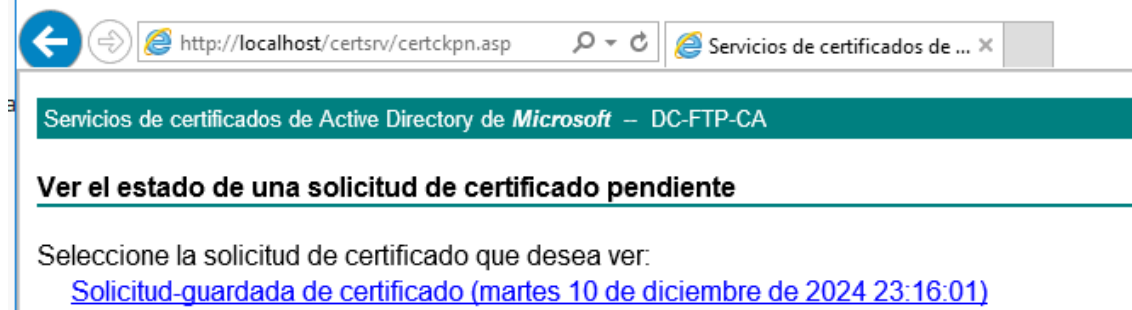 http://localhost/certsrv/certckpn.asp
Servicios de certificados de ...
Servicios de certificados de Active Directory de Microsoft -- DC-FTP-CA
Ver el estado de una solicitud de certificado pendiente
Seleccione la solicitud de certificado que desea ver:
Solicitud-guardada de certificado (martes 10 de diciembre de 2024 23:16:01)